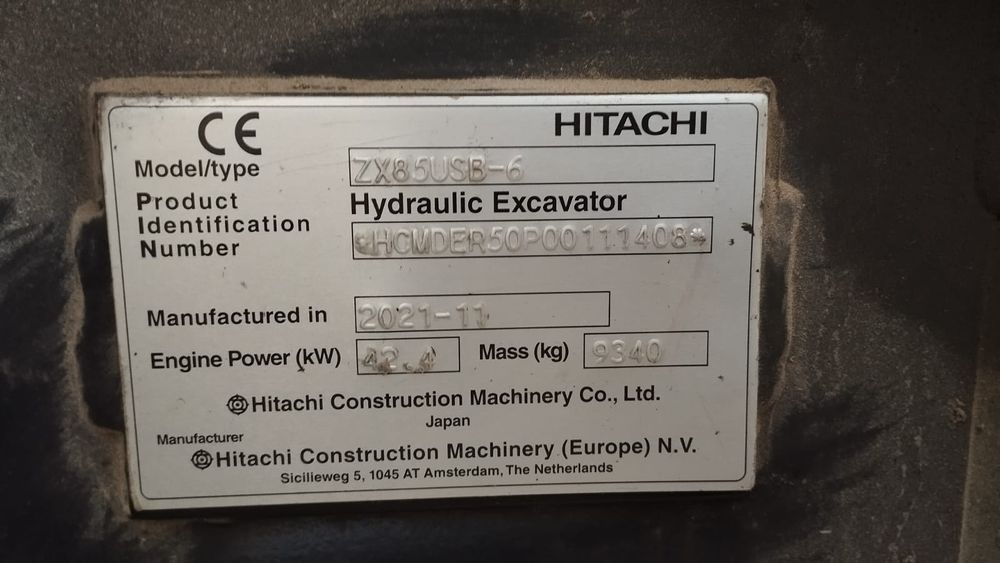 CE HITACHI
Model/type ZX85USB-6
Product Identification Number Hydraulic Excavator
*HCMDER50P00111408*
Manufactured in 2021-11
Engine Power (kW) 42.4 Mass (kg) 9340
Hitachi Construction Machinery Co., Ltd.
Japan
Manufacturer
Hitachi Construction Machinery (Europe) N.V.
Sicilieweg 5, 1045 AT Amsterdam, The Netherlands